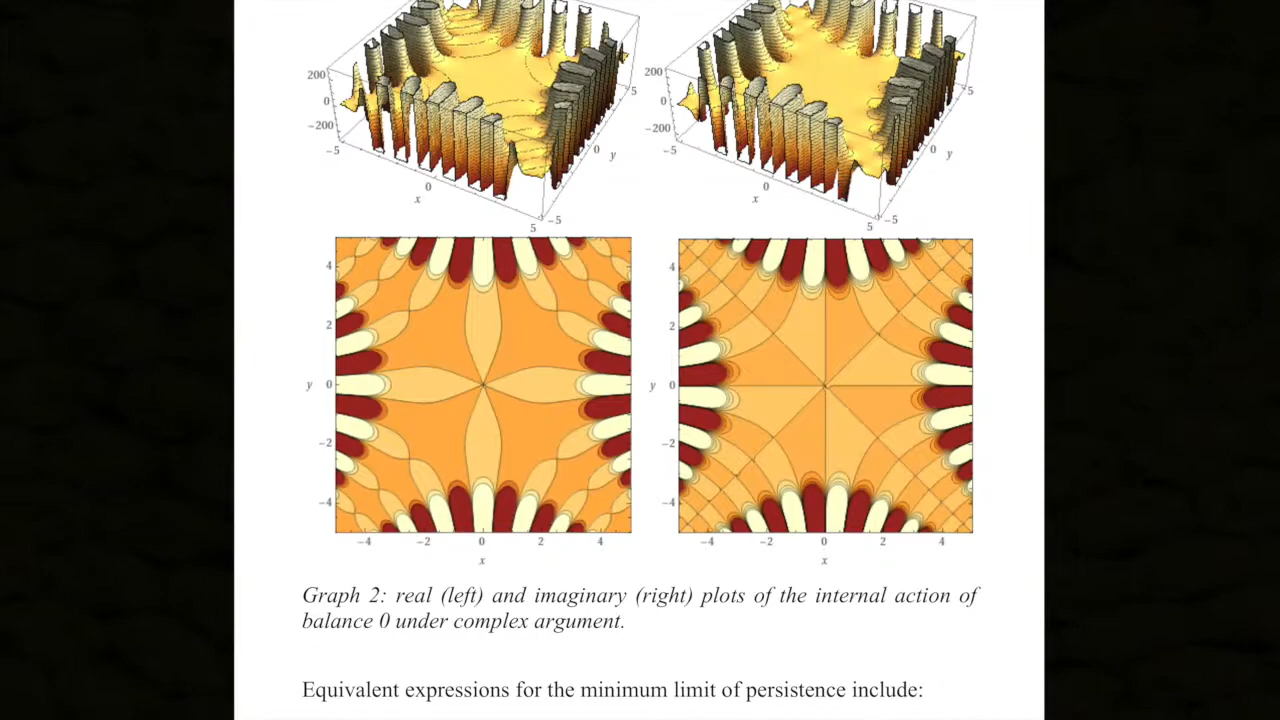 200
0
−200
−5
0
x
5
−5
0
y
5
200
0
−200
−5
0
x
5
−5
0
y
5
4
2
y 0
−2
−4
−4 −2 0 2 4
x
4
2
y 0
−2
−4
−4 −2 0 2 4
x
Graph 2: real (left) and imaginary (right) plots of the internal action of
balance 0 under complex argument.
Equivalent expressions for the minimum limit of persistence include: